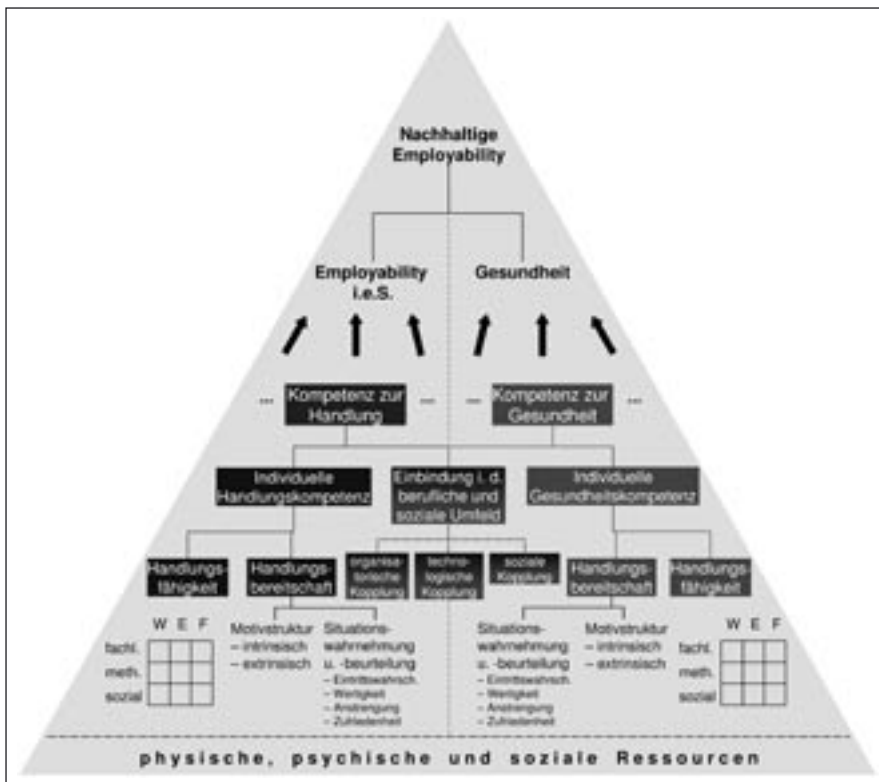 Nachhaltige
Employability
Employability
i.e.S.
Gesundheit
... Kompetenz zur
Handlung ...
... Kompetenz zur
Gesundheit ...
Individuelle
Handlungskompetenz
Einbindung i. d.
berufliche und
soziale Umfeld
Individuelle
Gesundheitskompetenz
Handlungs-
fähigkeit
Handlungs-
bereitschaft
organisa-
torische
Kopplung
techno-
logische
Kopplung
soziale
Kopplung
Handlungs-
bereitschaft
Handlungs-
fähigkeit
W E F
fachl.
meth.
sozial
Motivstruktur
– intrinsisch
– extrinsisch
Situations-
wahrnehmung
u. -beurteilung
– Eintrittswahrsch.
– Wertigkeit
– Anstrengung
– Zufriedenheit
Situations-
wahrnehmung
u. -beurteilung
– Eintrittswahrsch.
– Wertigkeit
– Anstrengung
– Zufriedenheit
Motivstruktur
– intrinsisch
– extrinsisch
W E F
fachl.
meth.
sozial
physische, psychische und soziale Ressourcen